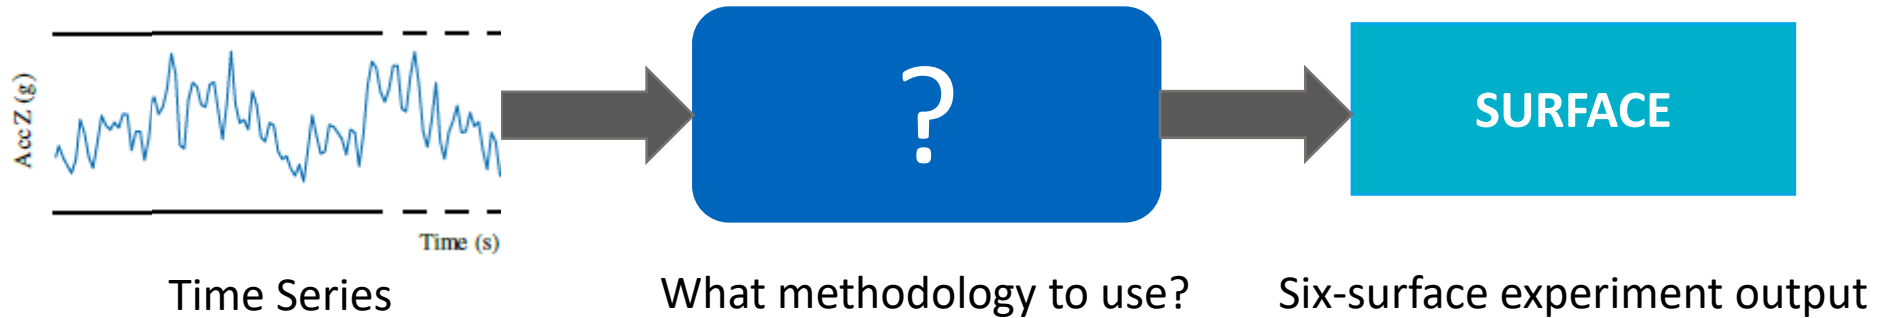 Acc Z (g)
Time (s)
?
SURFACE
Time Series
What methodology to use?
Six-surface experiment output